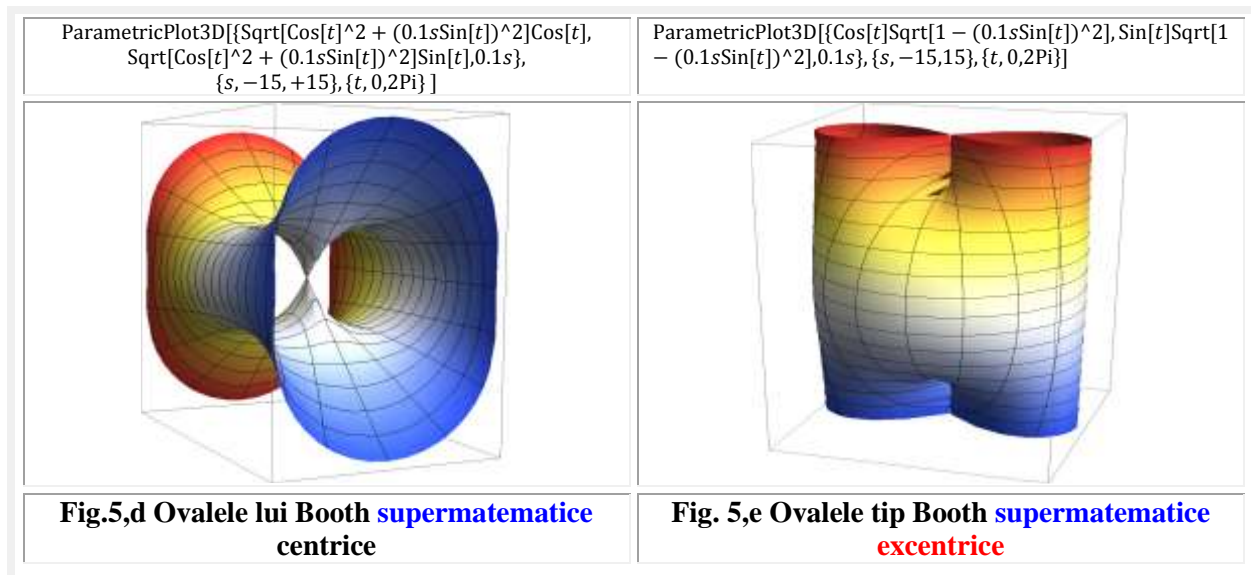 ParametricPlot3D[{Sqrt[Cos[𝑡]^2 + (0.1𝑠Sin[𝑡])^2]Cos[𝑡],
Sqrt[Cos[𝑡]^2 + (0.1𝑠Sin[𝑡])^2]Sin[𝑡],0.1𝑠},
{𝑠, −15, +15}, {𝑡, 0,2Pi} ]
ParametricPlot3D[{Cos[𝑡]Sqrt[1 − (0.1𝑠Sin[𝑡])^2], Sin[𝑡]Sqrt[1
− (0.1𝑠Sin[𝑡])^2],0.1𝑠}, {𝑠, −15,15}, {𝑡, 0,2Pi}]
Fig.5,d Ovalele lui Booth supermatematice
centrice
Fig. 5,e Ovalele tip Booth supermatematice
excentrice